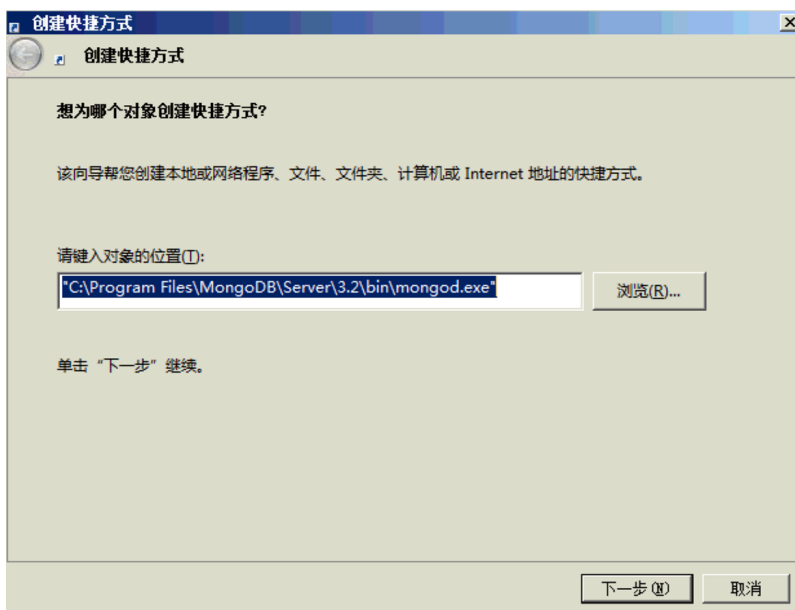 创建快捷方式
创建快捷方式
想为哪个对象创建快捷方式?
该向导帮您创建本地或网络程序、文件、文件夹、计算机或 Internet 地址的快捷方式。
请键入对象的位置(T):
"C:\Program Files\MongoDB\Server\3.2\bin\mongod.exe"
浏览(R)...
单击“下一步”继续。
下一步(N)
取消